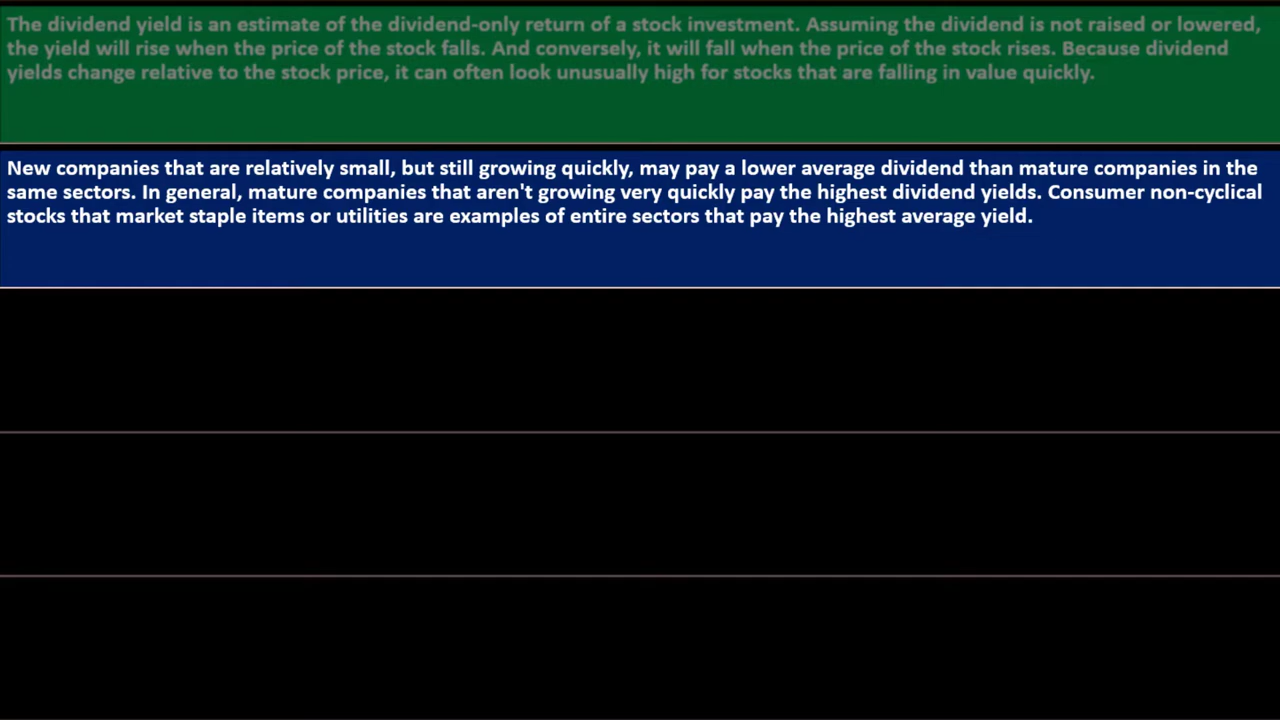 The dividend yield is an estimate of the dividend-only return of a stock investment. Assuming the dividend is not raised or lowered,
the yield will rise when the price of the stock falls. And conversely, it will fall when the price of the stock rises. Because dividend
yields change relative to the stock price, it can often look unusually high for stocks that are falling in value quickly.
New companies that are relatively small, but still growing quickly, may pay a lower average dividend than mature companies in the
same sectors. In general, mature companies that aren't growing very quickly pay the highest dividend yields. Consumer non-cyclical
stocks that market staple items or utilities are examples of entire sectors that pay the highest average yield.